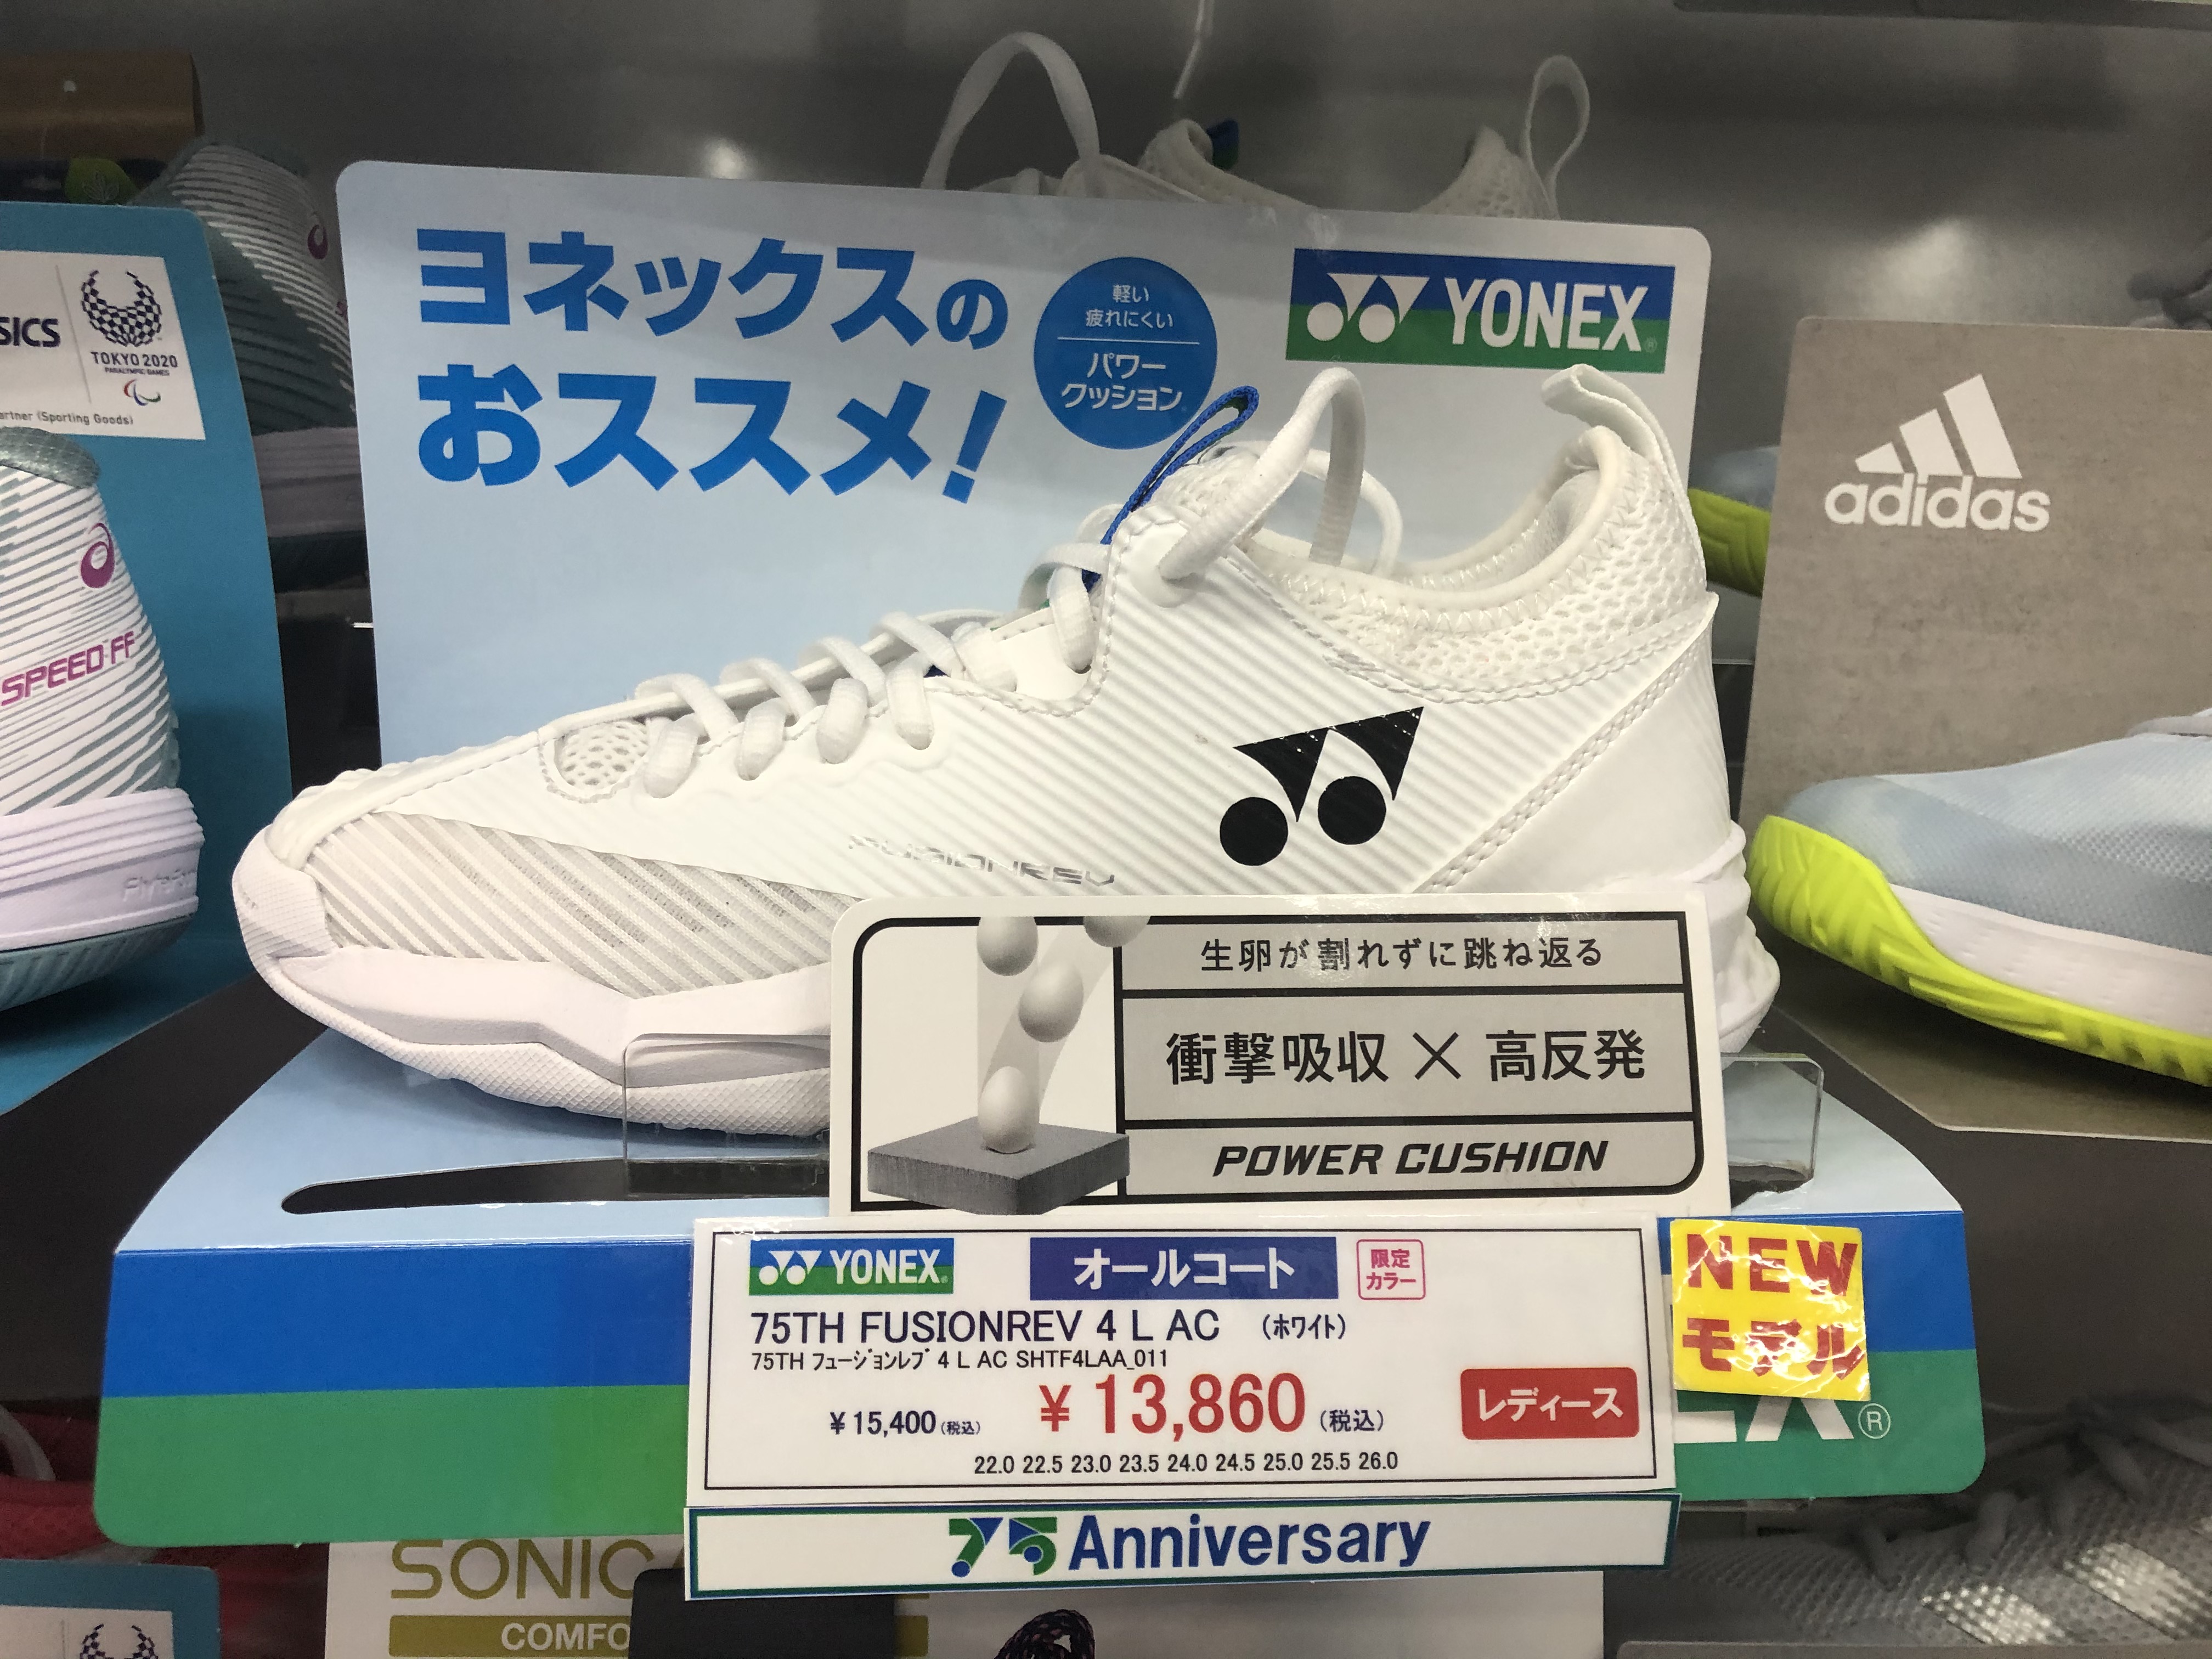 ヨネックスの
おススメ!
軽い
疲れにくい
パワー
クッション
YONEX®
SICS
TOKYO 2020
PARALYMPIC GAMES
artner (Sporting Goods)
SPEED FF
adidas
FUSIONREV
生卵が割れずに跳ね返る
衝撃吸収×高反発
POWER CUSHION
YONEX®
オールコート
限定
カラー
75TH FUSIONREV 4 L AC (ホワイト)
75TH フュージョンレブ 4 L AC SHTF4LAA_011
¥15,400(税込) ¥13,860(税込)
レディース
22.0 22.5 23.0 23.5 24.0 24.5 25.0 25.5 26.0
NEW
モデル
EX®
75 Anniversary
SONIC
COMFO